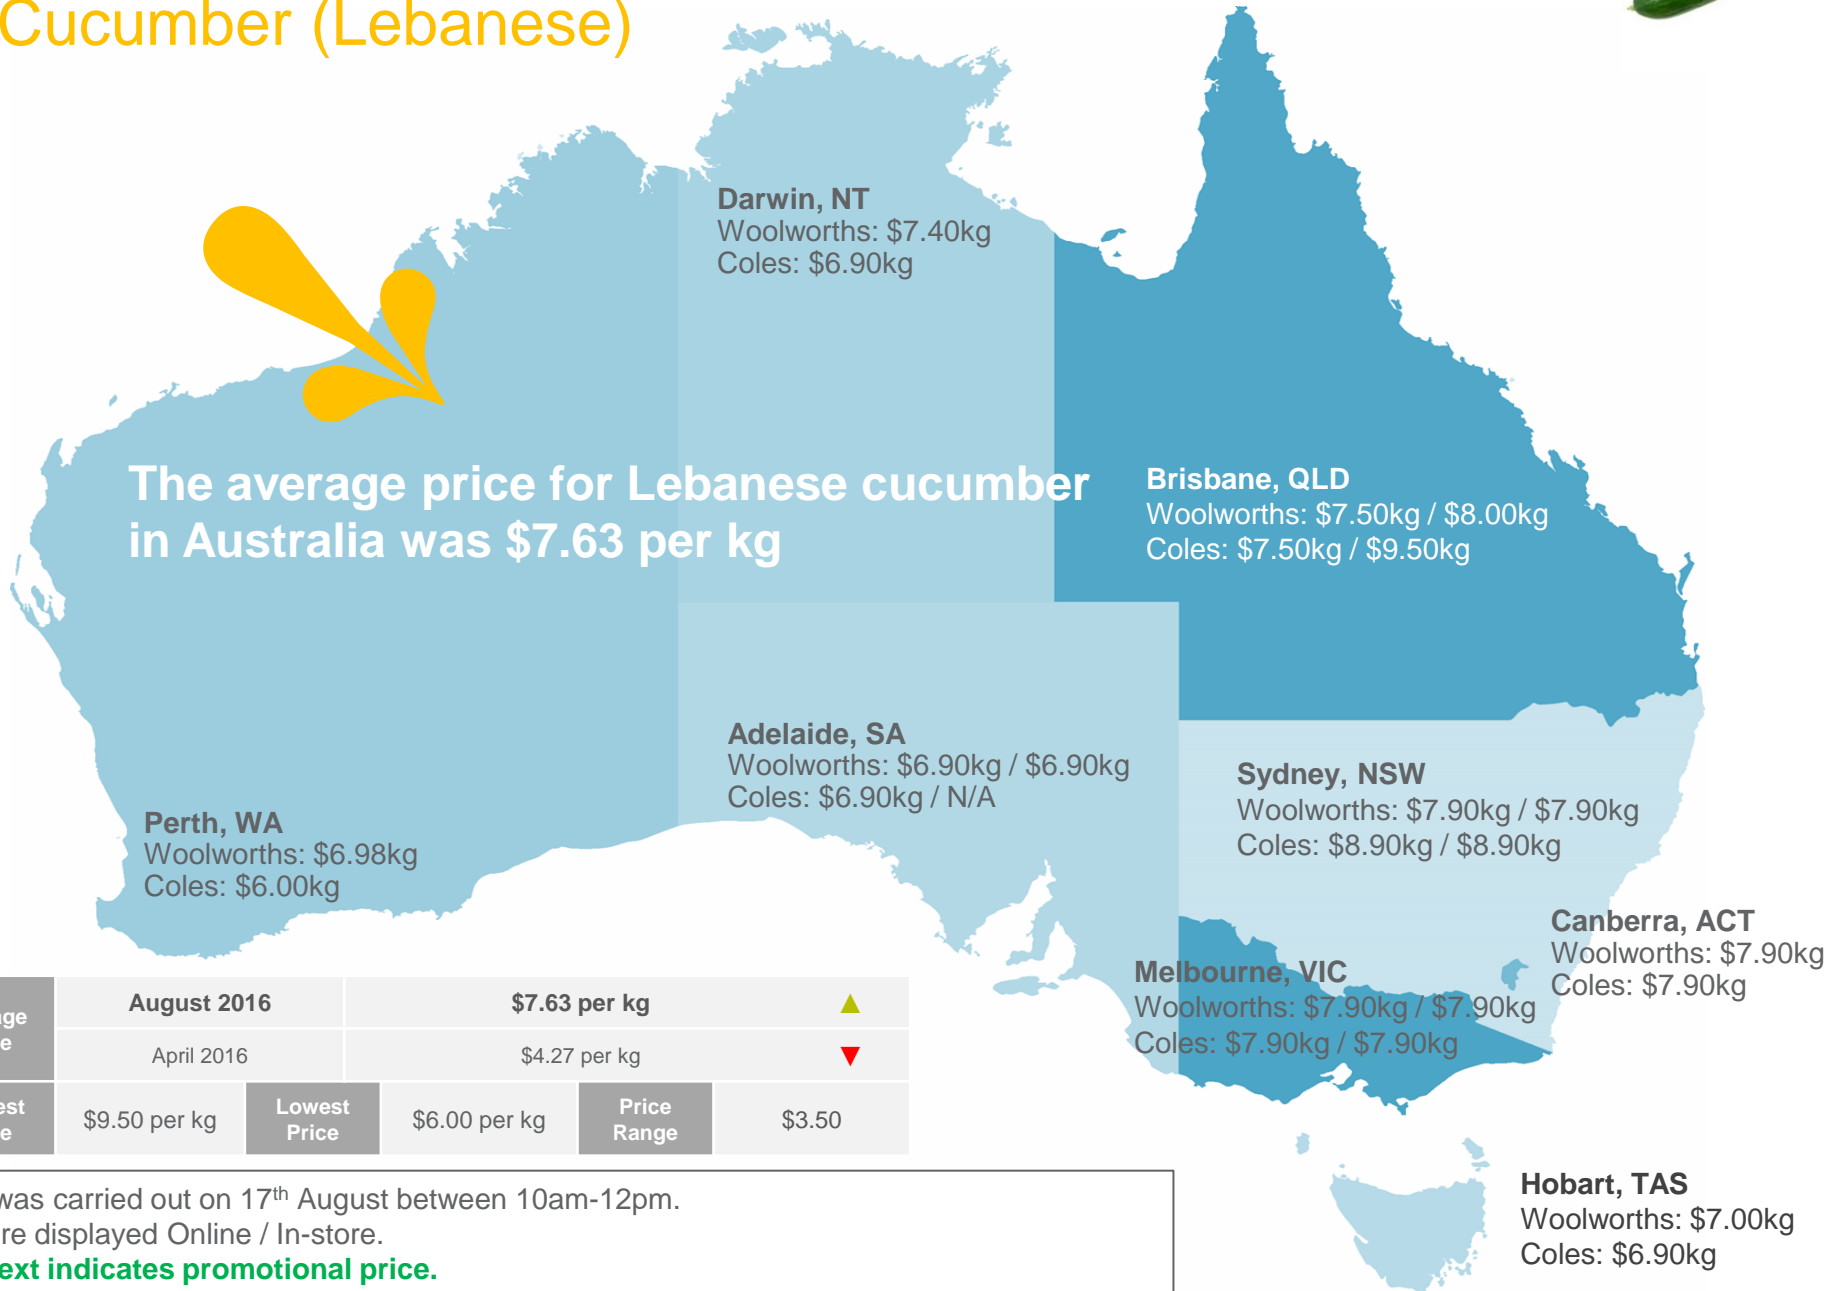 Cucumber (Lebanese)
Darwin, NT
Woolworths: $7.40kg
Coles: $6.90kg
The average price for Lebanese cucumber
in Australia was $7.63 per kg
Brisbane, QLD
Woolworths: $7.50kg / $8.00kg
Coles: $7.50kg / $9.50kg
Adelaide, SA
Woolworths: $6.90kg / $6.90kg
Coles: $6.90kg / N/A
Sydney, NSW
Woolworths: $7.90kg / $7.90kg
Coles: $8.90kg / $8.90kg
Perth, WA
Woolworths: $6.98kg
Coles: $6.00kg
Canberra, ACT
Woolworths: $7.90kg
Coles: $7.90kg
Melbourne, VIC
Woolworths: $7.90kg / $7.90kg
Coles: $7.90kg / $7.90kg
August 2016 $7.63 per kg ▲
April 2016 $4.27 per kg ▼
$9.50 per kg Lowest Price $6.00 per kg Price Range $3.50
was carried out on 17th August between 10am-12pm.
displayed Online / In-store.
indicates promotional price.
Hobart, TAS
Woolworths: $7.00kg
Coles: $6.90kg